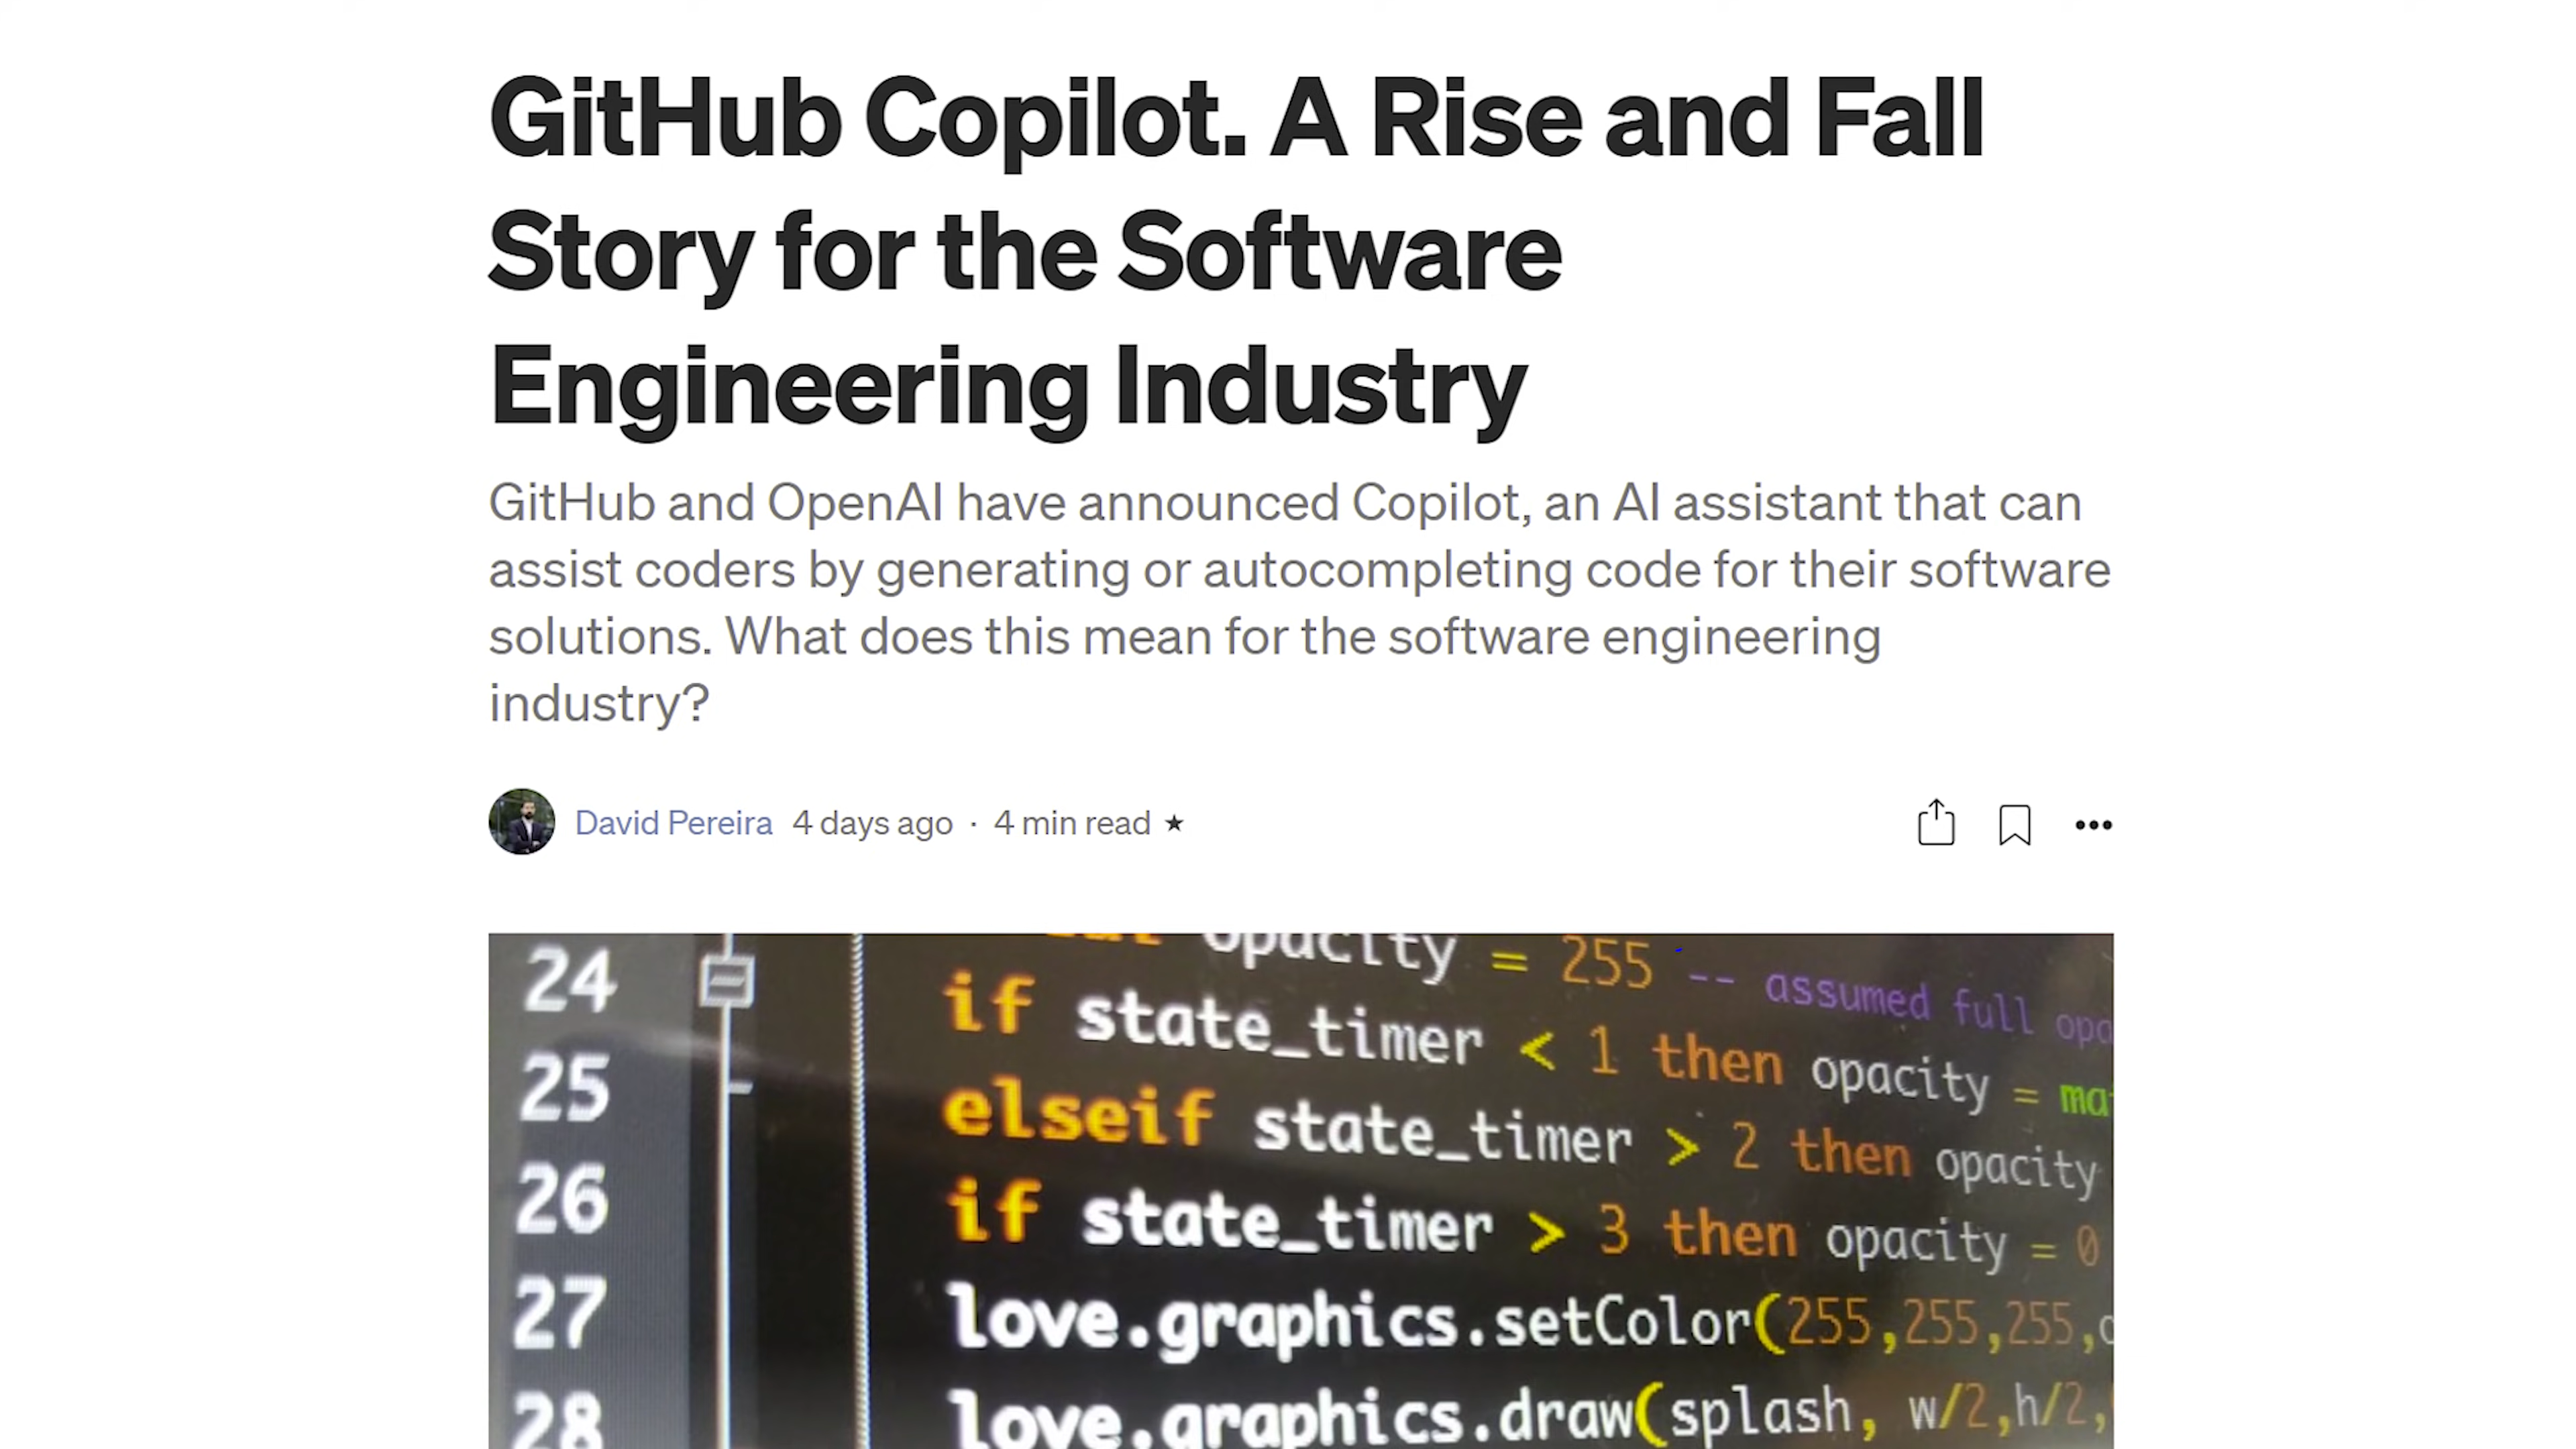 GitHub Copilot. A Rise and Fall
Story for the Software
Engineering Industry
GitHub and OpenAI have announced Copilot, an AI assistant that can
assist coders by generating or autocompleting code for their software
solutions. What does this mean for the software engineering
industry?
David Pereira 4 days ago · 4 min read ★
opacity = 255 -- assumed full opa
24 if state_timer < 1 then opacity = ma
25 elseif state_timer > 2 then opacity
26 if state_timer > 3 then opacity = 0
27 love.graphics.setColor(255,255,255,
28 love.graphics.draw(splash, w/2,h/2,